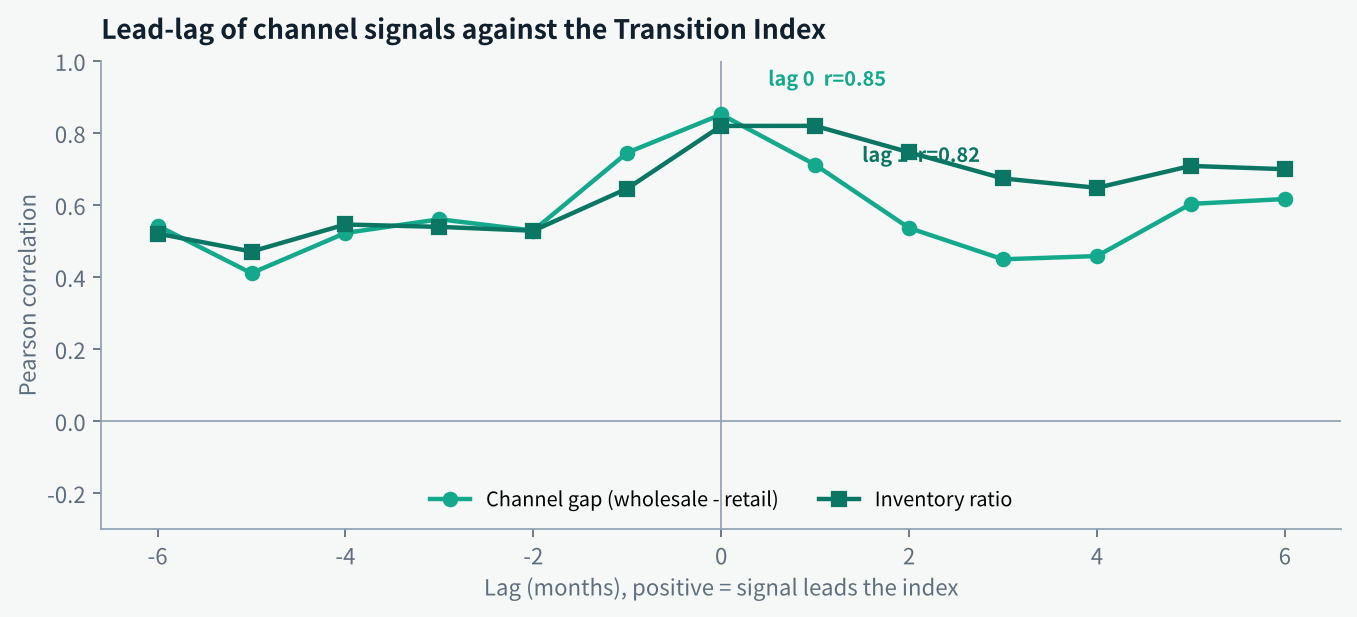 Lead-lag of channel signals against the Transition Index
1.0
0.8
0.6
0.4
0.2
0.0
-0.2
Pearson correlation
lag 0 r=0.85
lag 1 r=0.82
Channel gap (wholesale - retail)
Inventory ratio
-6 -4 -2 0 2 4 6
Lag (months), positive = signal leads the index